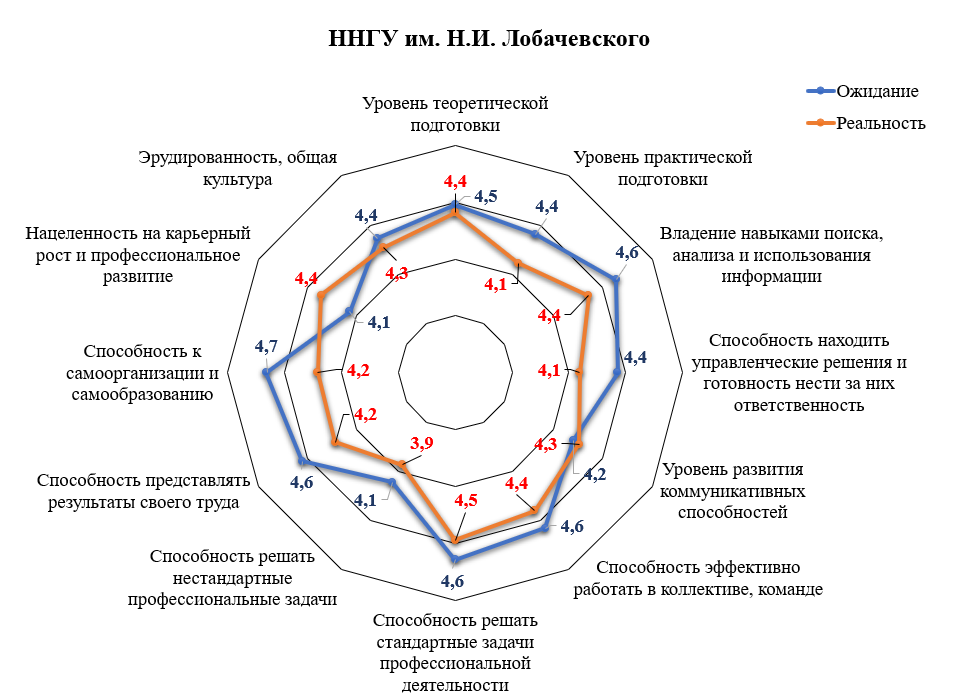 ННГУ им. Н.И. Лобачевского
Ожидание
Реальность
Уровень теоретической
подготовки
Уровень практической
подготовки
Владение навыками поиска,
анализа и использования
информации
Способность находить
управленческие решения и
готовность нести за них
ответственность
Уровень развития
коммуникативных
способностей
Способность эффективно
работать в коллективе, команде
Способность решать
стандартные задачи
профессиональной
деятельности
Способность решать
нестандартные
профессиональные задачи
Способность представлять
результаты своего труда
Способность к
самоорганизации и
самообразованию
Нацеленность на карьерный
рост и профессиональное
развитие
Эрудированность, общая
культура
4,4
4,5
4,4
4,1
4,6
4,4
4,4
4,1
4,3
4,2
4,4
4,6
4,5
4,6
3,9
4,1
4,2
4,6
4,2
4,7
4,4
4,1
4,4
4,3